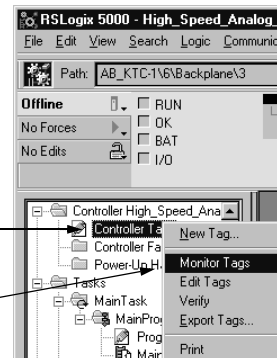 RSLogix 5000 - High_Speed_Analog_
File Edit View Search Logic Communic
Path: AB_KTC-1\6\Backplane\3
Offline RUN
No Forces OK
No Edits BAT
I/O
Controller High_Speed_Ana
Controller Ta
Controller Fa
Power-Up H
Tasks
MainTask
MainPro
Prog
Main
New Tag...
Monitor Tags
Edit Tags
Verify
Export Tags...
Print